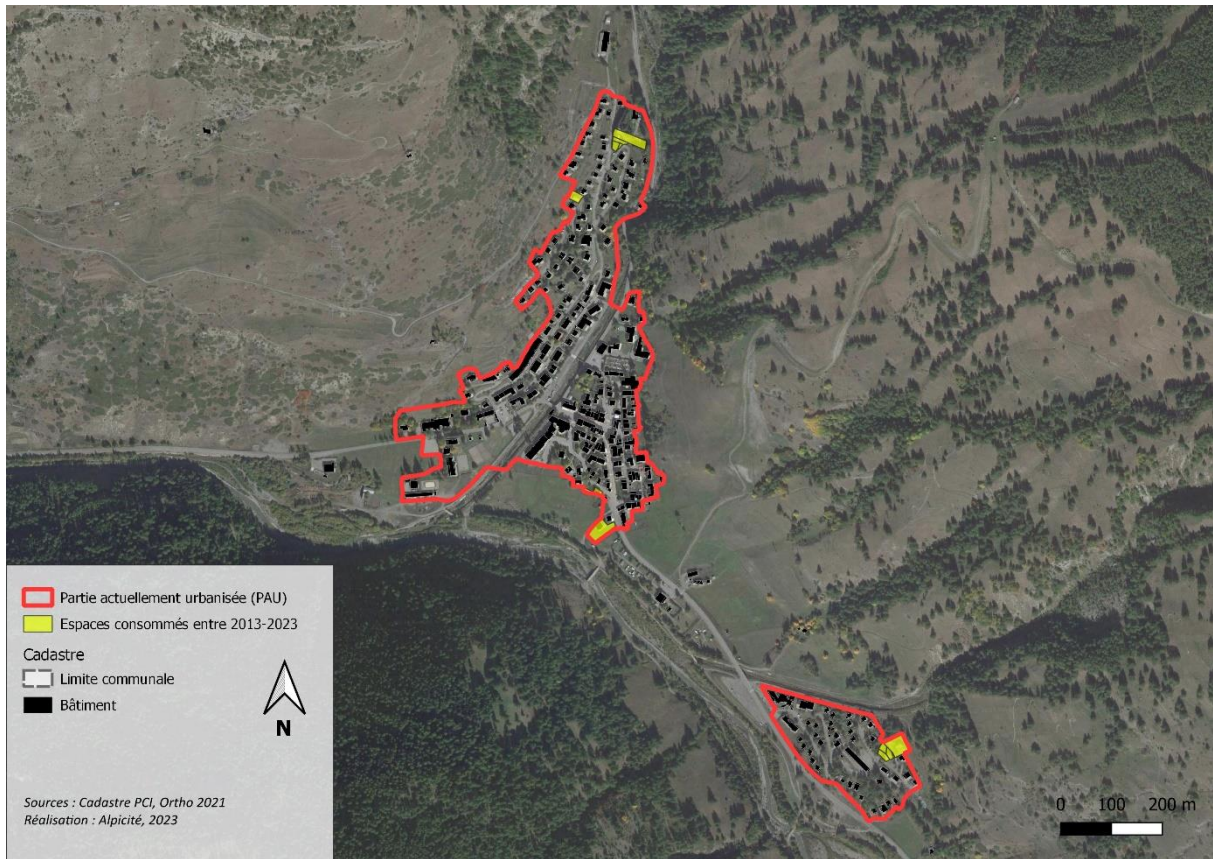 Partie actuellement urbanisée (PAU)
Espaces consommés entre 2013-2023
Cadastre
Limite communale
Bâtiment
N
Sources : Cadastre PCI, Ortho 2021
Réalisation : Alpicité, 2023
0 100 200 m